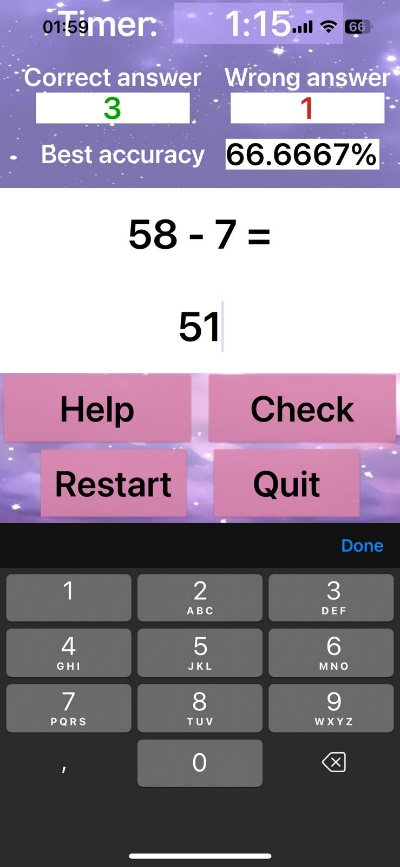 01:59
Timer:
1:15
66
Correct answer
Wrong answer
3
1
Best accuracy
66.6667%
58 - 7 =
51
Help
Check
Restart
Quit
Done
1
2
ABC
3
DEF
4
GHI
5
JKL
6
MNO
7
PQRS
8
TUV
9
WXYZ
,
0